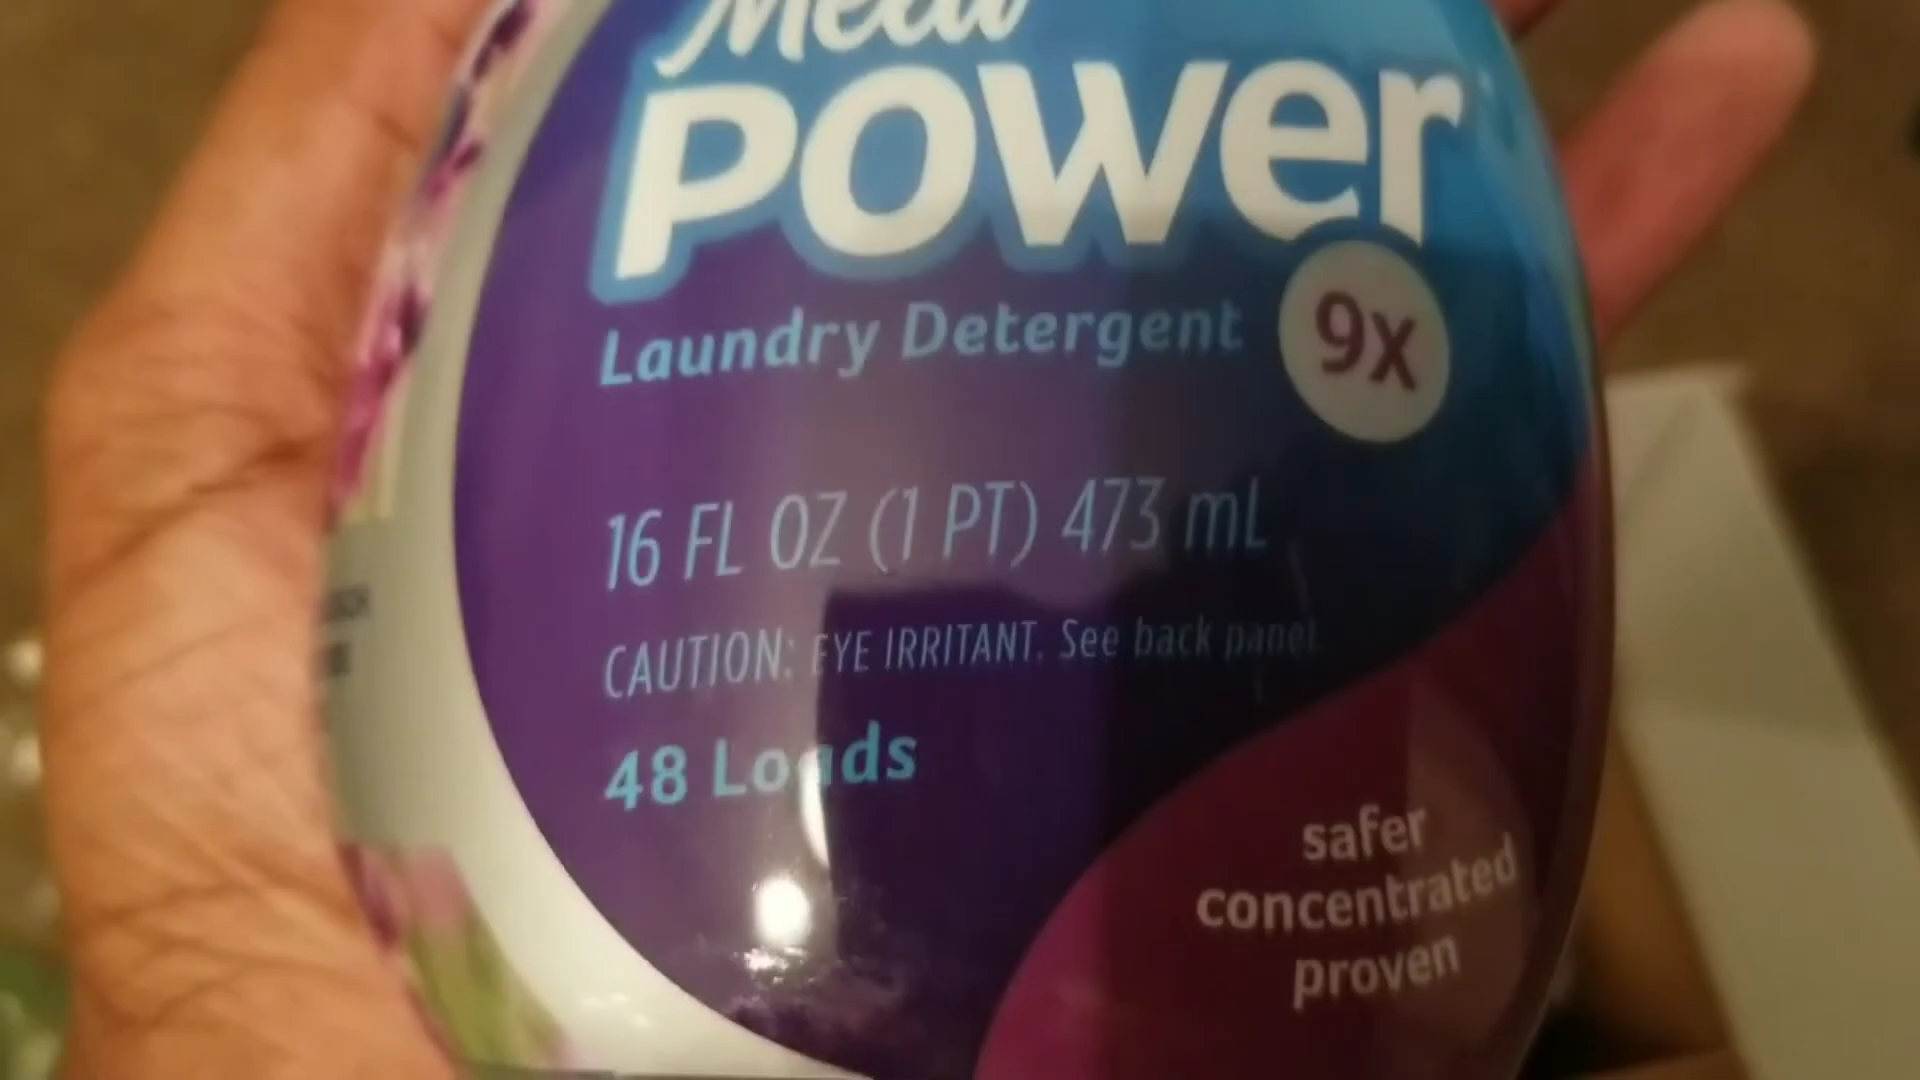 Power
Laundry Detergent 9x
16 FL OZ (1 PT) 473 mL
CAUTION: EYE IRRITANT. See back panel.
48 Loads
safer
concentrated
proven